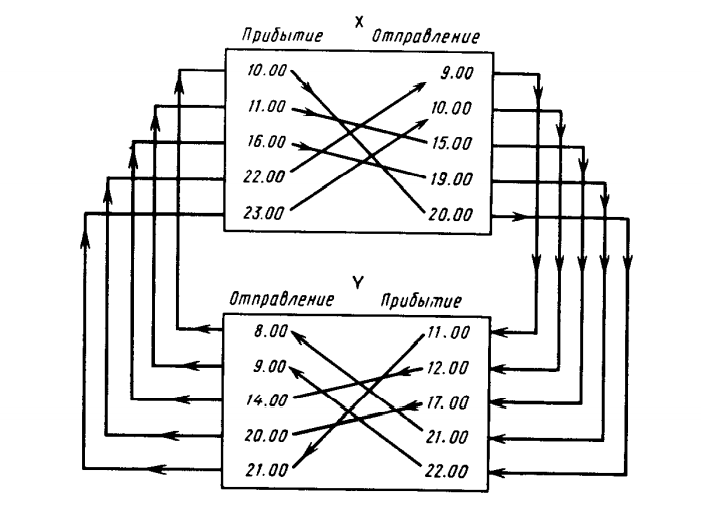 X
Прибытие Отправление
10.00 9.00
11.00 10.00
16.00 15.00
22.00 19.00
23.00 20.00
Y
Отправление Прибытие
8.00 11.00
9.00 12.00
14.00 17.00
20.00 21.00
21.00 22.00